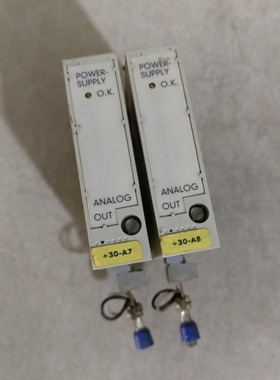 POWER-
SUPPLY
O.K.
ANALOG
OUT
+30-A7
POWER-
SUPPLY
O.K.
ANALOG
OUT
+30-A8